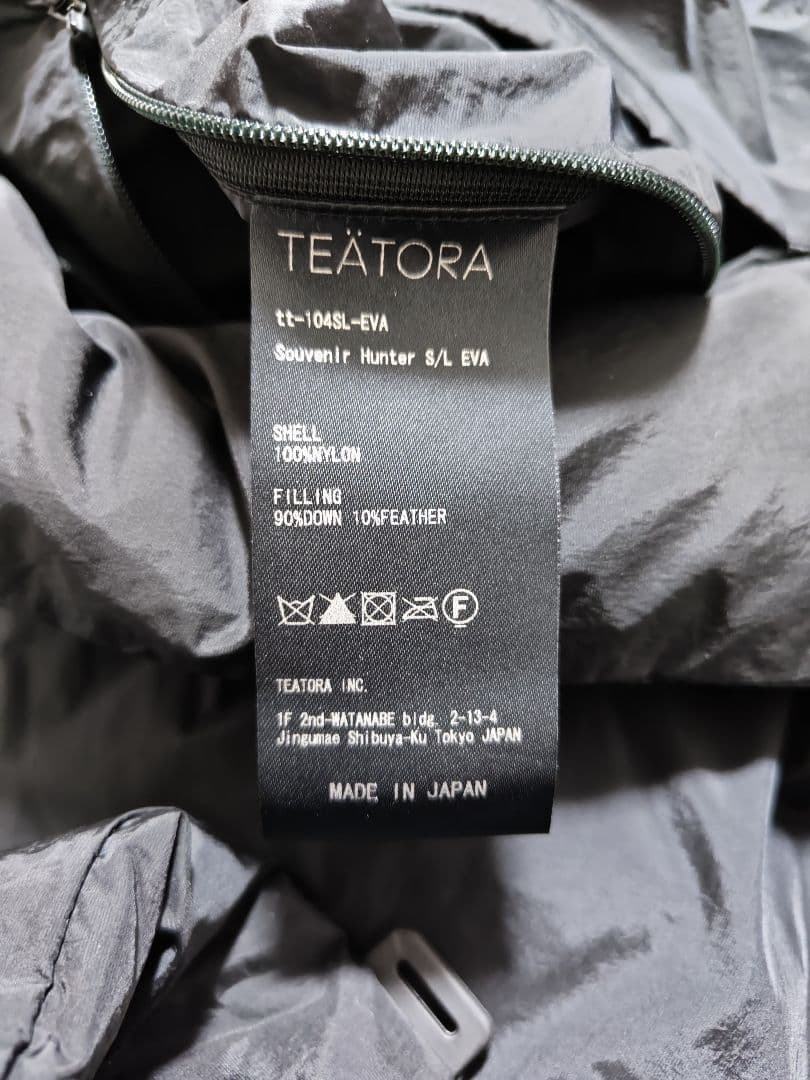 TEÄTORA
tt-104SL-EVA
Souvenir Hunter S/L EVA
SHELL
100%NYLON
FILLING
90%DOWN 10%FEATHER
F
TEATORA INC.
1F 2nd-WATANABE bldg. 2-13-4
Jingumae Shibuya-Ku Tokyo JAPAN
MADE IN JAPAN